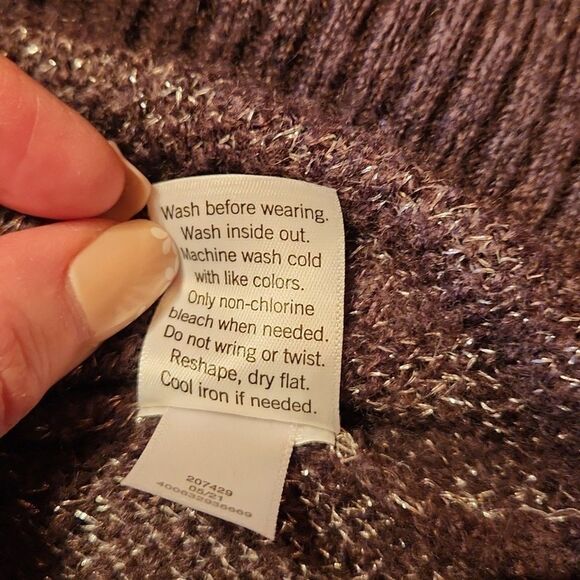 Wash before wearing.
Wash inside out.
Machine wash cold
with like colors.
Only non-chlorine
bleach when needed.
Do not wring or twist.
Reshape, dry flat.
Cool iron if needed.
207429
05/21
400632935669